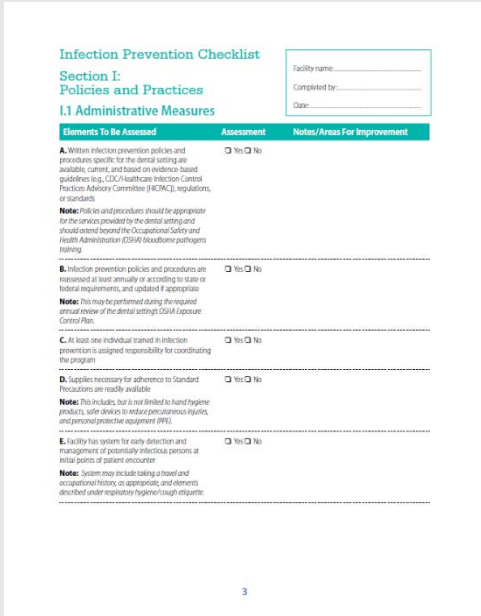 Infection Prevention Checklist
Section I:
Policies and Practices
I.1 Administrative Measures
Facility name:
Completed by:
Date:
Elements To Be Assessed Assessment Notes/Areas For Improvement
A. Written infection prevention policies and
procedures specific for the dental setting are
available, current, and based on evidence-based
guidelines (e.g., CDC/Healthcare Infection Control
Practices Advisory Committee [HICPAC]), regulations,
or standards
Yes No
Note: Policies and procedures should be appropriate
for the services provided by the dental setting and
should extend beyond the Occupational Safety and
Health Administration (OSHA) bloodborne pathogens
training.
B. Infection prevention policies and procedures are
reassessed at least annually or according to state or
federal requirements, and updated if appropriate
Yes No
Note: This may be performed during the required
annual review of the dental setting's OSHA Exposure
Control Plan.
C. At least one individual trained in infection
prevention is assigned responsibility for coordinating
the program
Yes No
D. Supplies necessary for adherence to Standard
Precautions are readily available
Yes No
Note: This includes, but is not limited to hand hygiene
products, safer devices to reduce percutaneous injuries,
and personal protective equipment (PPE).
E. Facility has system for early detection and
management of potentially infectious persons at
initial points of patient encounter
Yes No
Note: System may include taking a travel and
occupational history, as appropriate, and elements
described under respiratory hygiene/cough etiquette.
3